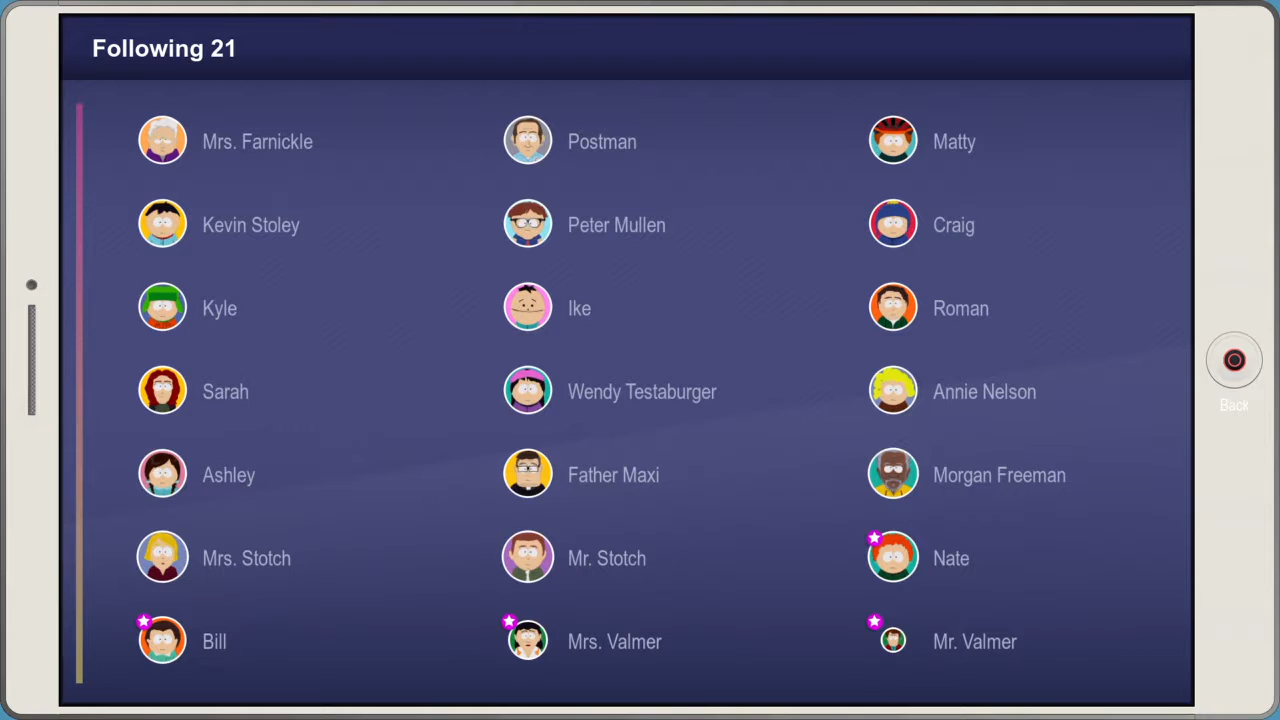 Following 21
Mrs. Farnickle
Postman
Matty
Kevin Stoley
Peter Mullen
Craig
Kyle
Ike
Roman
Sarah
Wendy Testaburger
Annie Nelson
Ashley
Father Maxi
Morgan Freeman
Mrs. Stotch
Mr. Stotch
Nate
Bill
Mrs. Valmer
Mr. Valmer
Back